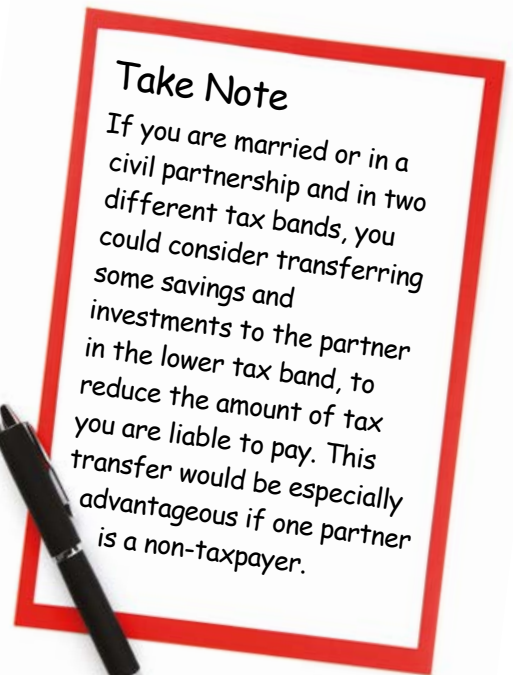 Take Note
If you are married or in a
civil partnership and in two
different tax bands, you
could consider transferring
some savings and
investments to the partner
in the lower tax band, to
reduce the amount of tax
you are liable to pay. This
transfer would be especially
advantageous if one partner
is a non-taxpayer.